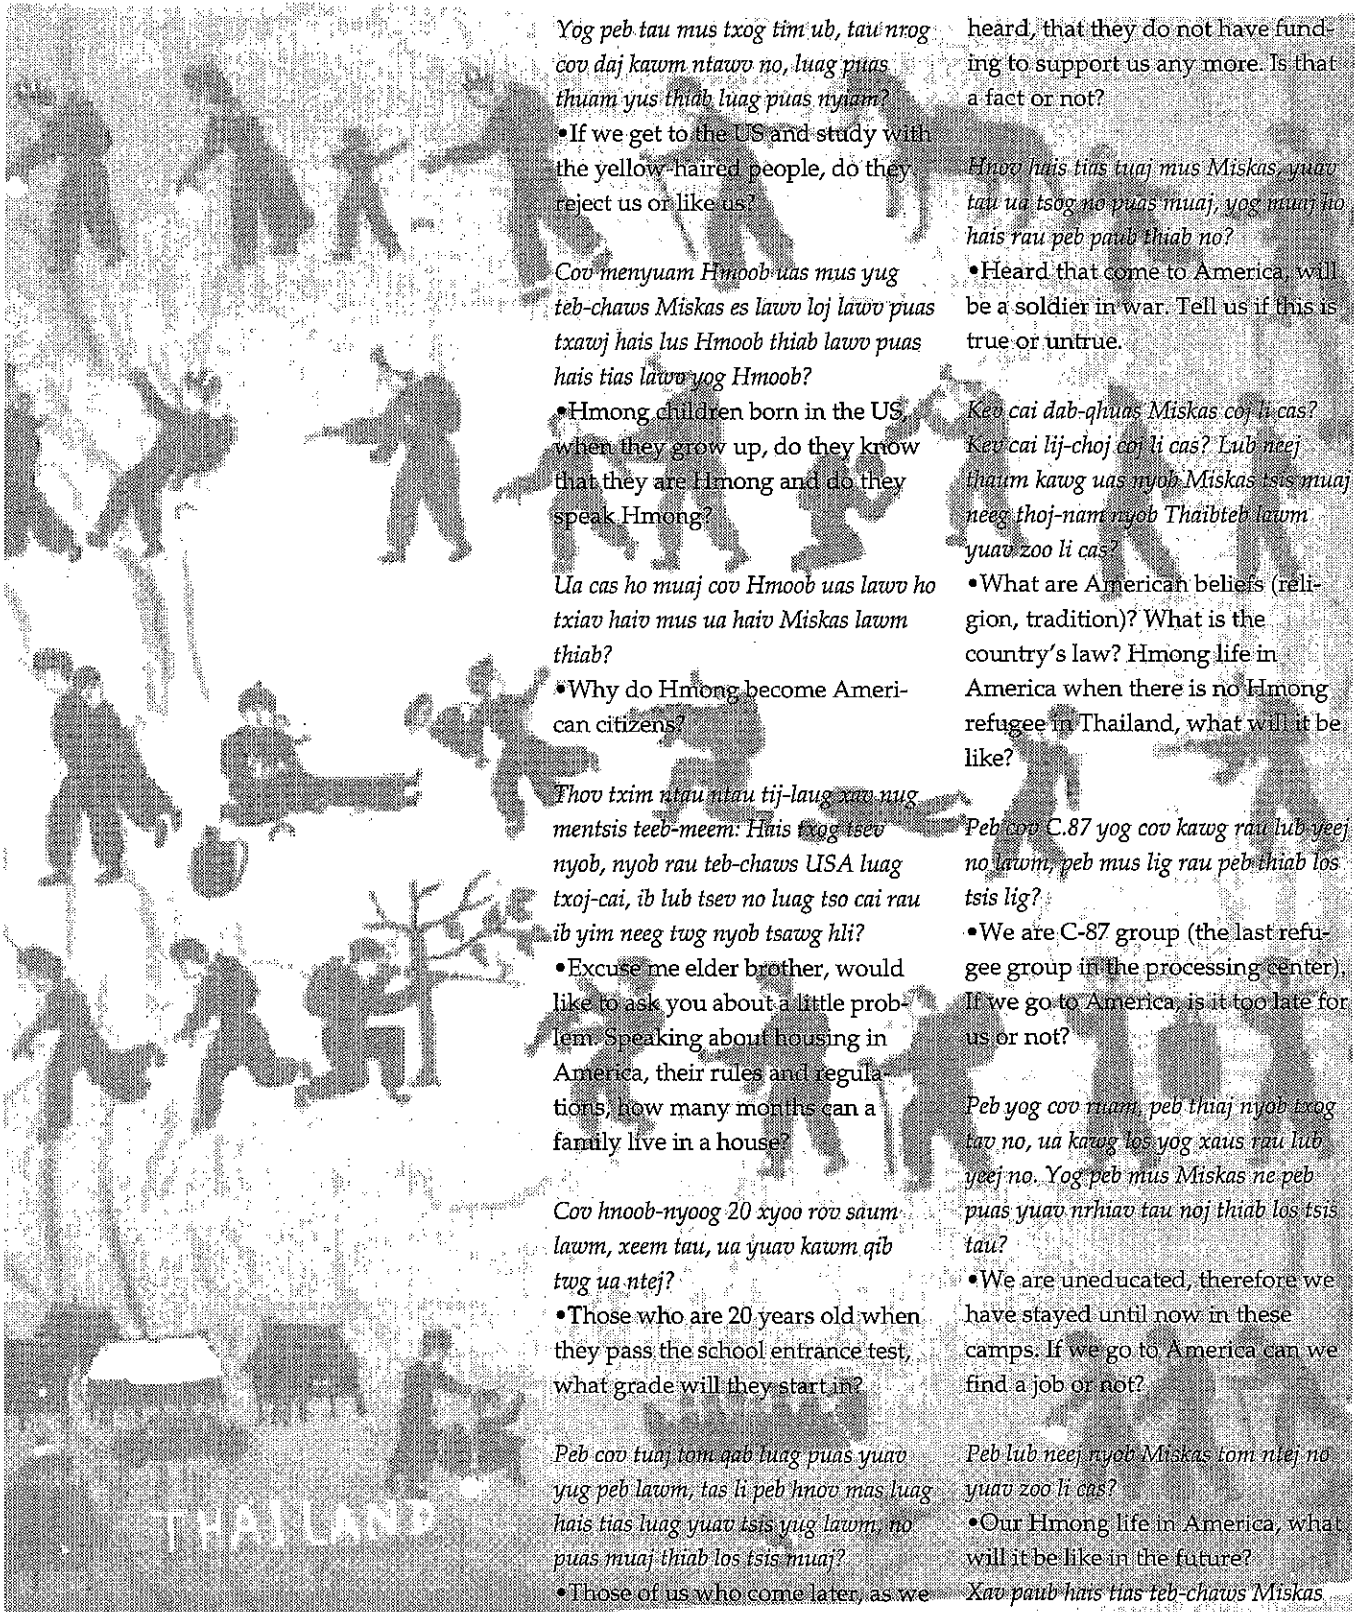 Yog peb tau mus txog tim ub, tau nrog
cov daj kawm ntawv no, luag puas
thuam yus thiab luag puas nyiam?
•If we get to the US and study with
the yellow-haired people, do they
reject us or like us?
Cov menyuam Hmoob uas mus yug
teb-chaws Miskas es lawv loj lawv puas
txawj hais lus Hmoob thiab lawv puas
hais tias lawv yog Hmoob?
•Hmong children born in the US,
when they grow up, do they know
that they are Hmong and do they
speak Hmong?
Ua cas ho muaj cov Hmoob uas lawv ho
txiav haiv mus ua haiv Miskas lawm
thiab?
•Why do Hmong become Ameri-
can citizens?
Thov txim ntau ntau tij-laug xav nug
mentsis teeb-meem: Hais txog tsev
nyob, nyob rau teb-chaws USA luag
txoj-cai, ib lub tsev no luag tso cai rau
ib yim neeg twg nyob tsawg hli?
•Excuse me elder brother, would
like to ask you about a little prob-
lem. Speaking about housing in
America, their rules and regula-
tions, how many months can a
family live in a house?
Cov hnoob-nyoog 20 xyoo rov saum
lawm, xeem tau, ua yuav kawm qib
twg ua ntej?
•Those who are 20 years old when
they pass the school entrance test,
what grade will they start in?
Peb cov tuaj tom qab luag puas yuav
yug peb lawm, tas li peb hnov mas luag
hais tias luag yuav tsis yug lawm, no
puas muaj thiab los tsis muaj?
•Those of us who come later, as we
heard, that they do not have fund-
ing to support us any more. Is that
a fact or not?
Hnov hais tias tuaj mus Miskas, yuav
tau ua tsog no puas muaj, yog muaj ho
hais rau peb paub thiab no?
•Heard that come to America, will
be a soldier in war. Tell us if this is
true or untrue.
Kev cai dab-qhuas Miskas coj li cas?
Kev cai lij-choj coj li cas? Lub neej
thaum kawg uas nyob Miskas tsis muaj
neeg thoj-nam nyob Thaibteb lawm
yuav zoo li cas?
•What are American beliefs (reli-
gion, tradition)? What is the
country's law? Hmong life in
America when there is no Hmong
refugee in Thailand, what will it be
like?
Peb cov C.87 yog cov kawg rau lub yeej
no lawm, peb mus lig rau peb thiab los
tsis lig?
•We are C-87 group (the last refu-
gee group in the processing center).
If we go to America, is it too late for
us or not?
Peb yog cov ruam, peb thiaj nyob txog
tav no, ua kawg los yog xaus rau lub
yeej no. Yog peb mus Miskas ne peb
puas yuav nrhiav tau noj thiab los tsis
tau?
•We are uneducated, therefore we
have stayed until now in these
camps. If we go to America can we
find a job or not?
Peb lub neej nyob Miskas tom ntej no
yuav zoo li cas?
•Our Hmong life in America, what
will it be like in the future?
Xav paub hais tias teb-chaws Miskas
THAILAND